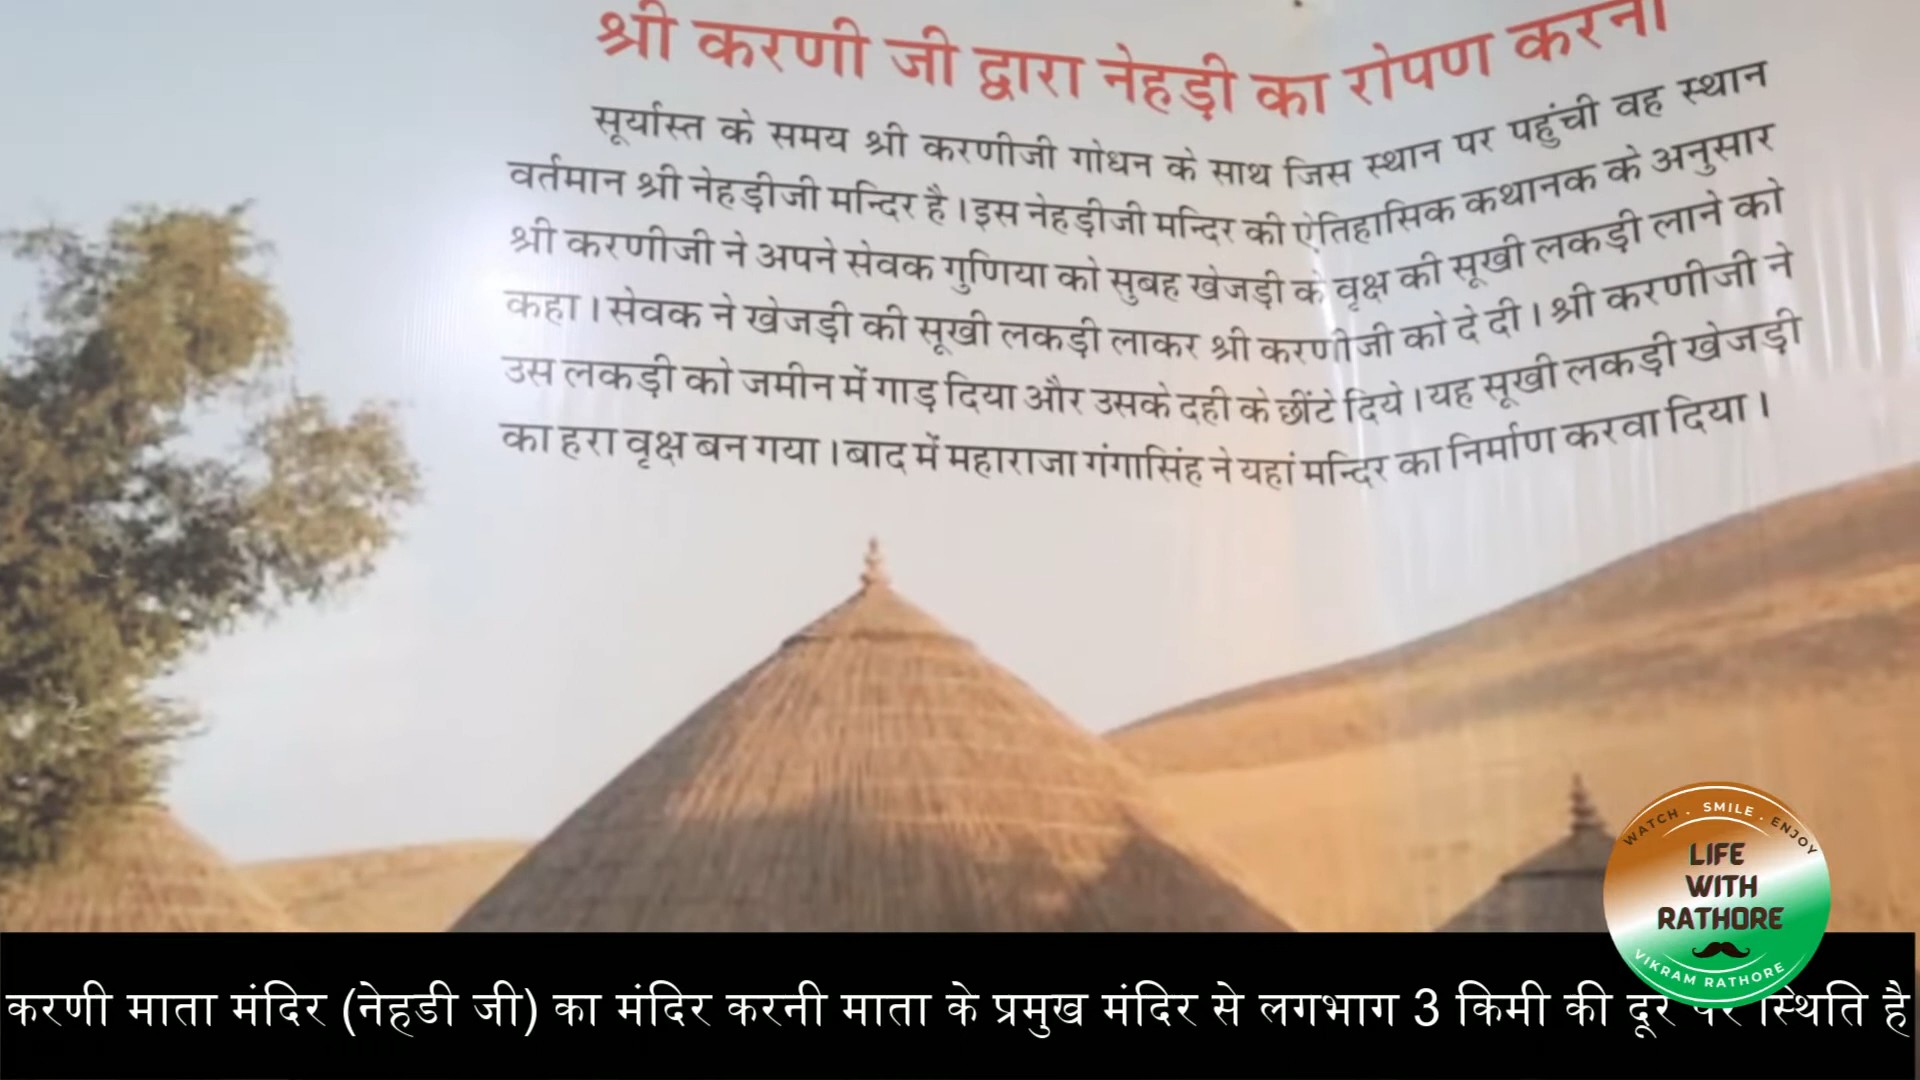 श्री करणी जी द्वारा नेहड़ी का रोपण करना
सूर्यास्त के समय श्री करणीजी गोधन के साथ जिस स्थान पर पहुंची वह स्थान
वर्तमान श्री नेहड़ीजी मन्दिर है । इस नेहड़ीजी मन्दिर की ऐतिहासिक कथानक के अनुसार
श्री करणीजी ने अपने सेवक गुणिया को सुबह खेजड़ी के वृक्ष की सूखी लकड़ी लाने को
कहा । सेवक ने खेजड़ी की सूखी लकड़ी लाकर श्री करणीजी को दे दी । श्री करणीजी ने
उस लकड़ी को जमीन में गाड़ दिया और उसके दही के छींटे दिये । यह सूखी लकड़ी खेजड़ी
का हरा वृक्ष बन गया । बाद में महाराजा गंगासिंह ने यहां मन्दिर का निर्माण करवा दिया ।
WATCH . SMILE . ENJOY
LIFE
WITH
RATHORE
VIKRAM RATHORE
करणी माता मंदिर (नेहडी जी) का मंदिर करनी माता के प्रमुख मंदिर से लगभाग 3 किमी की दूर पर स्थिति है